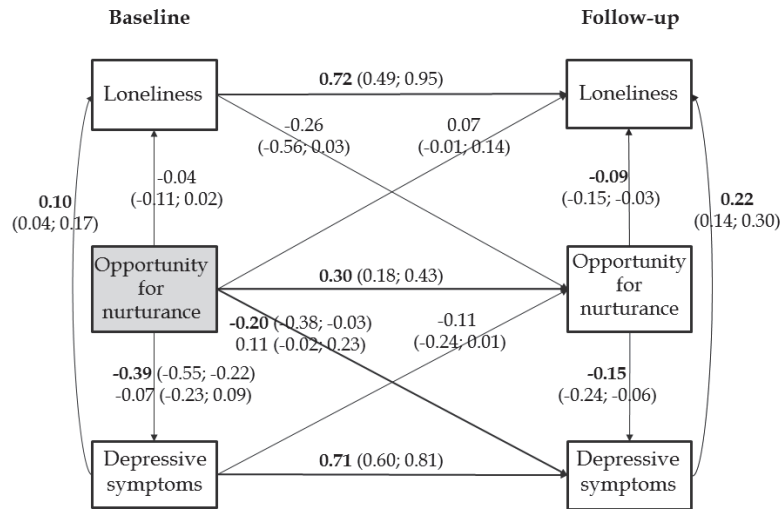 Baseline
Follow-up
Loneliness
0.72 (0.49; 0.95)
Loneliness
-0.26
(-0.56; 0.03)
0.07
(-0.01; 0.14)
-0.04
(-0.11; 0.02)
-0.09
(-0.15; -0.03)
0.10
(0.04; 0.17)
0.22
(0.14; 0.30)
Opportunity
for
nurturance
0.30 (0.18; 0.43)
Opportunity
for
nurturance
-0.20 (-0.38; -0.03)
0.11 (-0.02; 0.23)
-0.11
(-0.24; 0.01)
-0.39 (-0.55; -0.22)
-0.07 (-0.23; 0.09)
-0.15
(-0.24; -0.06)
Depressive
symptoms
0.71 (0.60; 0.81)
Depressive
symptoms